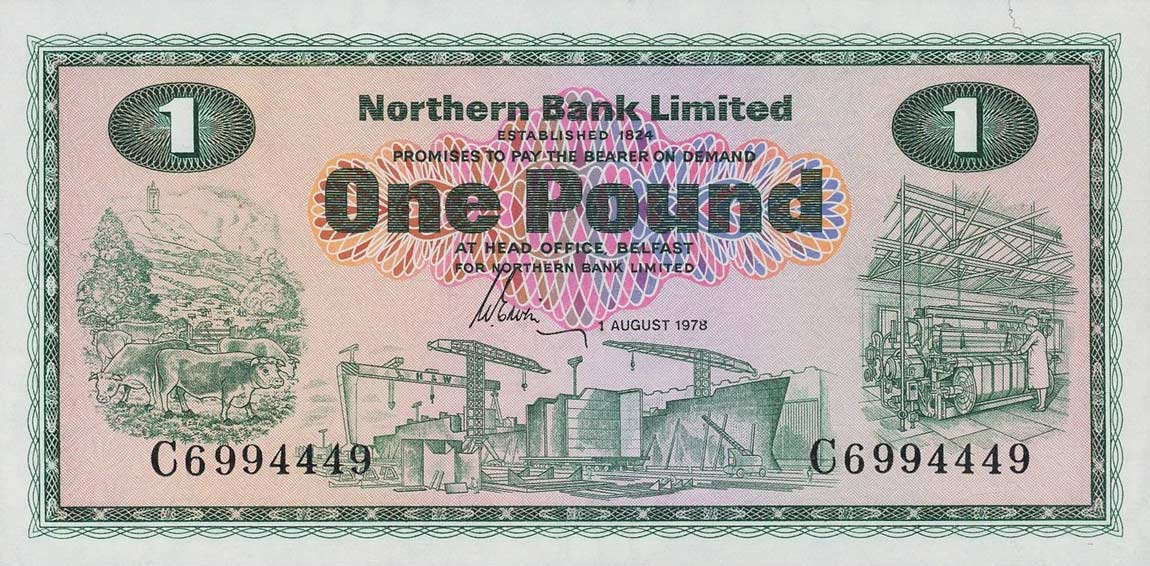 1
Northern Bank Limited
1
ESTABLISHED 1824
PROMISES TO PAY THE BEARER ON DEMAND
One Pound
AT HEAD OFFICE, BELFAST
FOR NORTHERN BANK LIMITED
1 AUGUST 1978
H&W
C6994449
C6994449